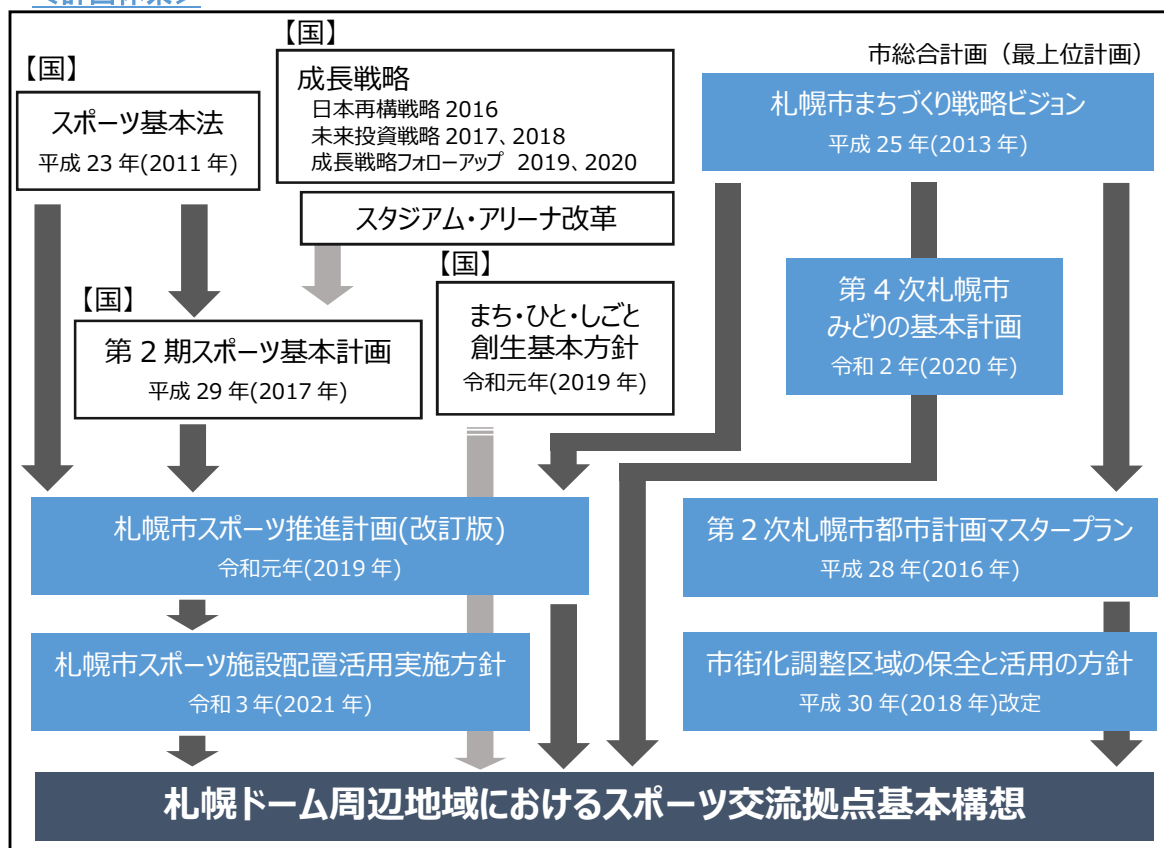 【国】
スポーツ基本法
平成 23 年(2011 年)
【国】
成長戦略
日本再構戦略 2016
未来投資戦略 2017、2018
成長戦略フォローアップ 2019、2020
スタジアム・アリーナ改革
市総合計画（最上位計画）
札幌市まちづくり戦略ビジョン
平成 25 年(2013 年)
【国】
第２期スポーツ基本計画
平成 29 年(2017 年)
【国】
まち・ひと・しごと
創生基本方針
令和元年(2019 年)
第４次札幌市
みどりの基本計画
令和２年(2020 年)
札幌市スポーツ推進計画(改訂版)
令和元年(2019 年)
第２次札幌市都市計画マスタープラン
平成 28 年(2016 年)
札幌市スポーツ施設配置活用実施方針
令和３年(2021 年)
市街化調整区域の保全と活用の方針
平成 30 年(2018 年)改定
札幌ドーム周辺地域におけるスポーツ交流拠点基本構想